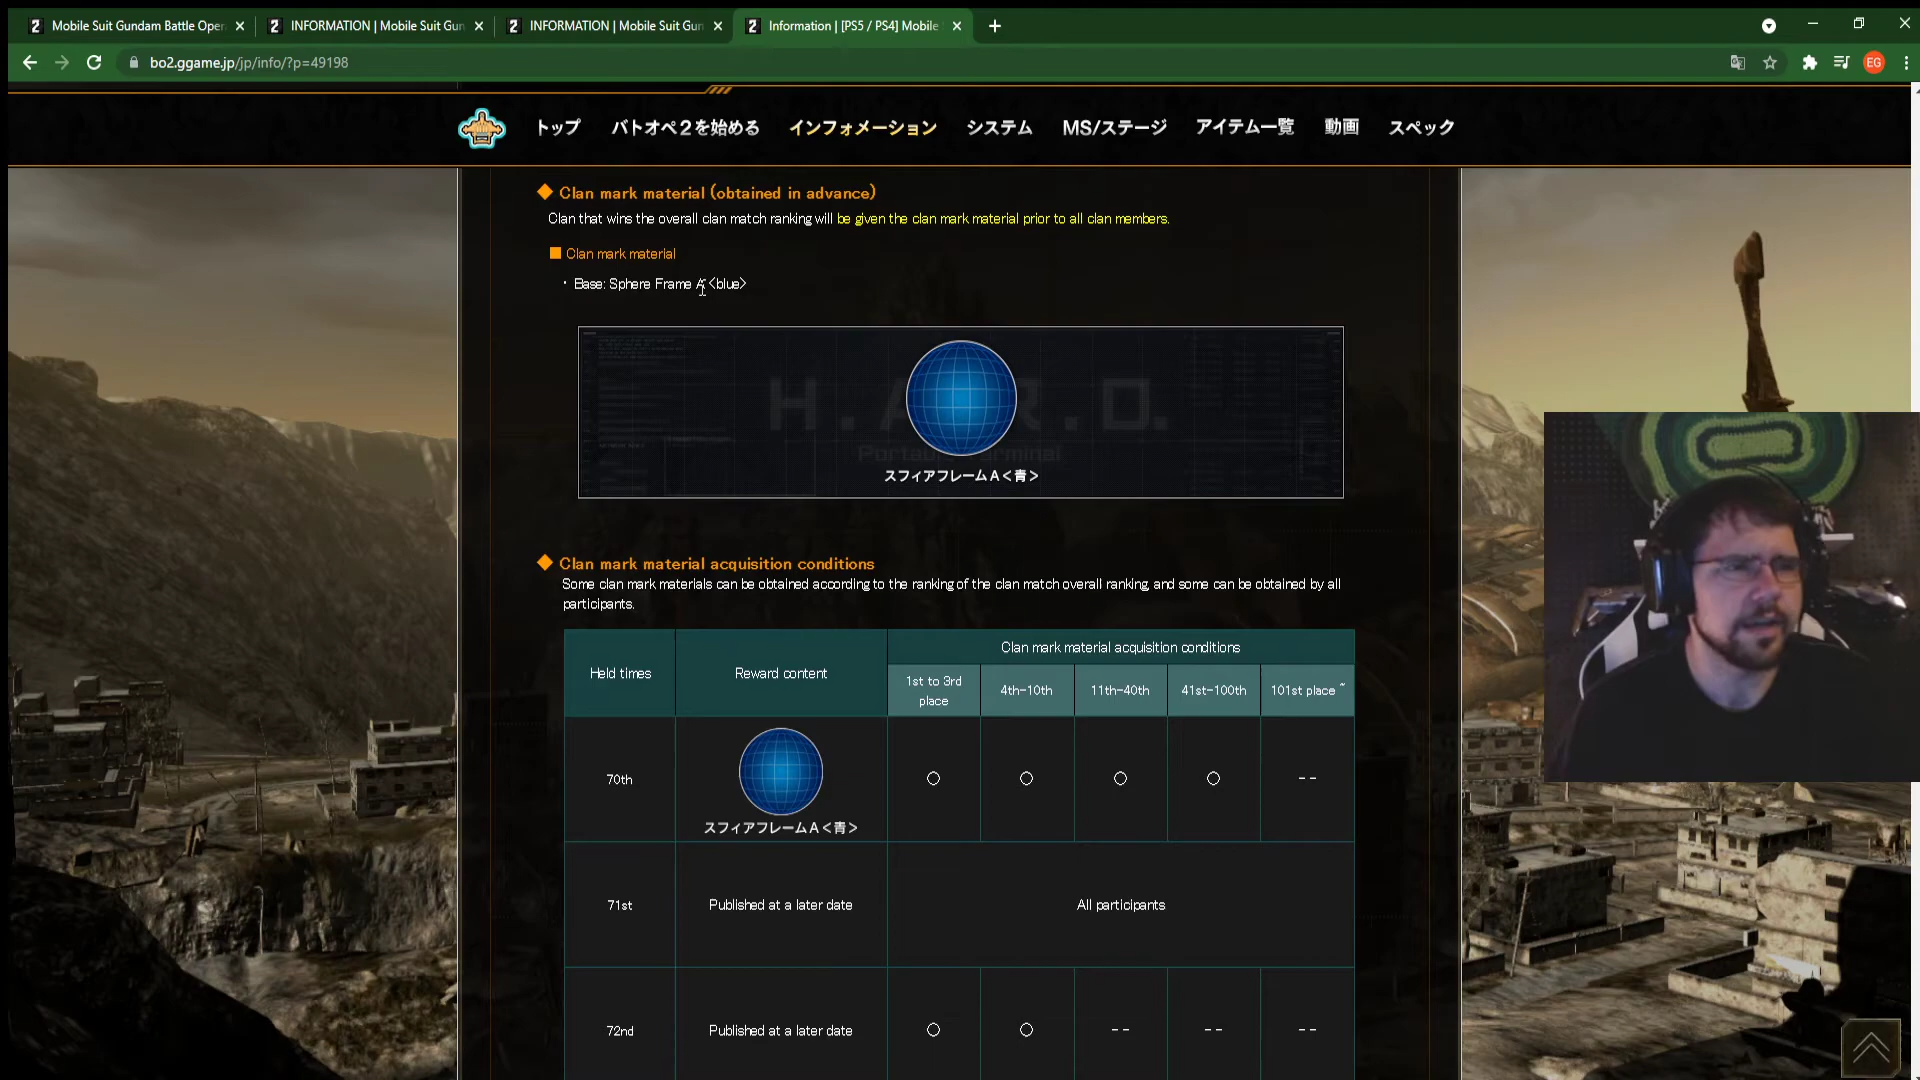 Mobile Suit Gundam Battle Oper
INFORMATION | Mobile Suit Gun
INFORMATION | Mobile Suit Gun
Information | [PS5 / PS4] Mobile
bo2.ggame.jp/jp/info/?p=49198
EG
トップ
バトオペ2を始める
インフォメーション
システム
MS/ステージ
アイテム一覧
動画
スペック
Clan mark material (obtained in advance)
Clan that wins the overall clan match ranking will be given the clan mark material prior to all clan members.
Clan mark material
・Base: Sphere Frame A <blue>
H.A.R.D.
Portable Terminal
スフィアフレームA<青>
Clan mark material acquisition conditions
Some clan mark materials can be obtained according to the ranking of the clan match overall ranking, and some can be obtained by all
participants.
Held times
Reward content
Clan mark material acquisition conditions
1st to 3rd
place
4th-10th
11th-40th
41st-100th
101st place ~
70th
スフィアフレームA<青>
○
○
○
○
--
71st
Published at a later date
All participants
72nd
Published at a later date
○
○
--
--
--